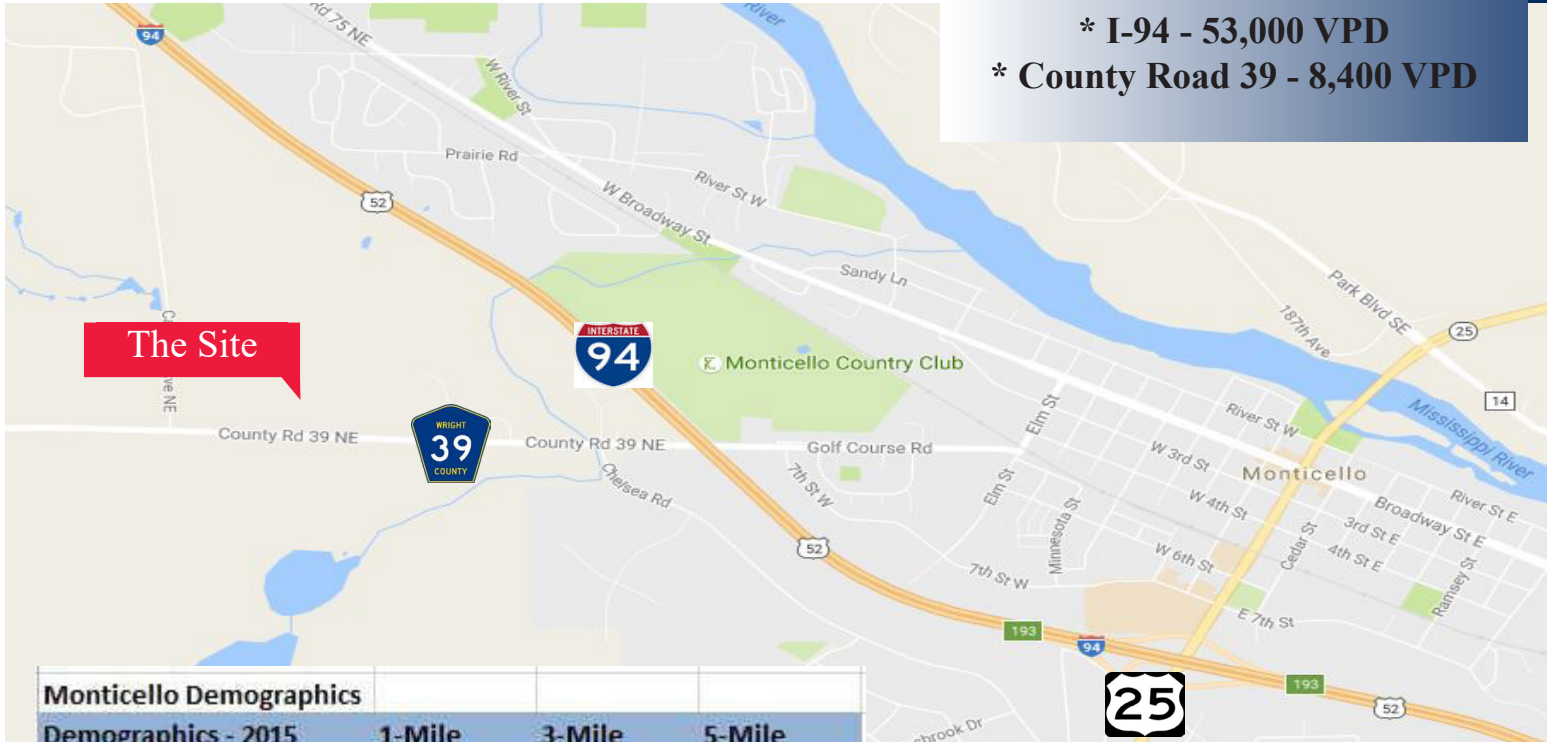 * I-94 - 53,000 VPD
* County Road 39 - 8,400 VPD
94
Rd 75 NE
River
W River St
Prairie Rd
52
River St W
W Broadway St
Sandy Ln
Park Blvd SE
187th Ave
25
The Site
ve NE
INTERSTATE
94
Monticello Country Club
14
Mississippi River
County Rd 39 NE
WRIGHT
39
COUNTY
County Rd 39 NE
Golf Course Rd
Elm St
River St W
W 3rd St
Monticello
Chelsea Rd
7th St W
Elm St
Minnesota St
W 4th St
Broadway St E
River St E
3rd St E
4th St E
Cedar St
W 6th St
Ramsey St
52
7th St W
E 7th St
193
94
193
52
25
Monticello Demographics
Demographics - 2015 1-Mile 3-Mile 5-Mile
sbrook Dr